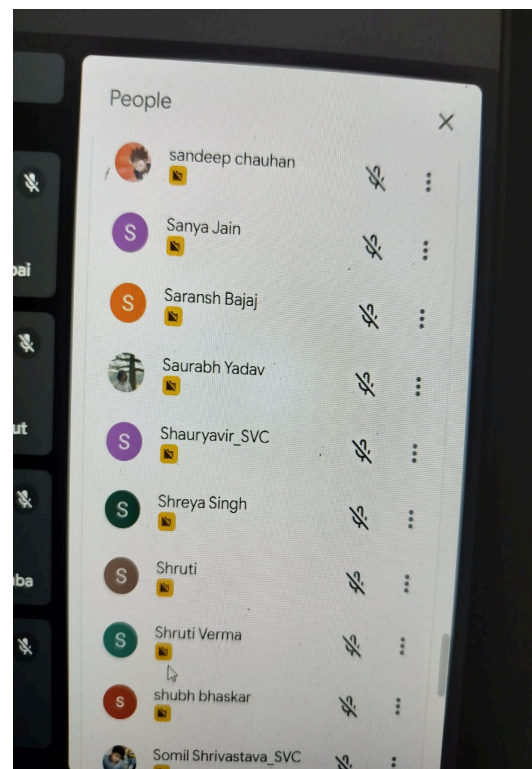 People
sandeep chauhan
S
Sanya Jain
S
Saransh Bajaj
Saurabh Yadav
S
Shauryavir_SVC
S
Shreya Singh
S
Shruti
S
Shruti Verma
S
shubh bhaskar
Somil Shrivastava_SVC